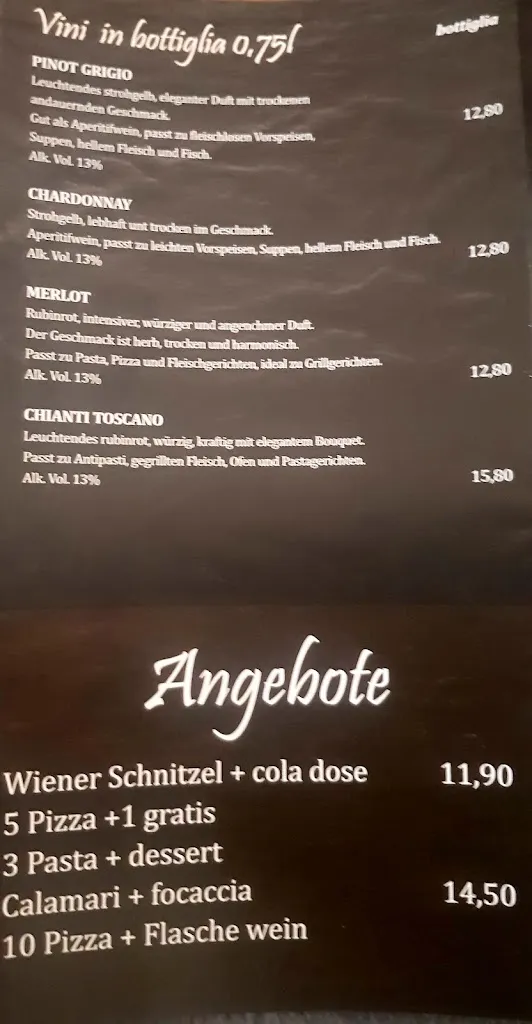 Vini in bottiglia 0.75l
bottiglia
PINOT GRIGIO
Leuchtendes strohgelb, eleganter Duft mit trockenen
andauernden Geschmack.
Gut als Aperitifwein, passt zu fleischlosen Vorspeisen,
12,80
Suppen, hellem Fleisch und Fisch.
Alk. Vol. 13%
CHARDONNAY
Strohgelb, lebhaft unt trocken im Geschmack.
Aperitifwein, passt zu leichten Vorspeisen, Suppen, hellem Fleisch und Fisch.
12,80
Alk. Vol. 13%
MERLOT
Rubinrot, intensiver, würziger und angenehmer Duft.
Der Geschmack ist herb, trocken und harmonisch.
Passt zu Pasta, Pizza und Fleischgerichten, ideal zu Grillgerichten.
12,80
Alk. Vol. 13%
CHIANTI TOSCANO
Leuchtendes rubinrot, würzig, kraftig mit elegantem Bouquet.
Passt zu Antipasti, gegrillten Fleisch, Ofen und Pastagerichten.
Alk. Vol. 13%
15,80
Angebote
Wiener Schnitzel + cola dose 11,90
5 Pizza +1 gratis
3 Pasta + dessert
Calamari + focaccia 14,50
10 Pizza + Flasche wein